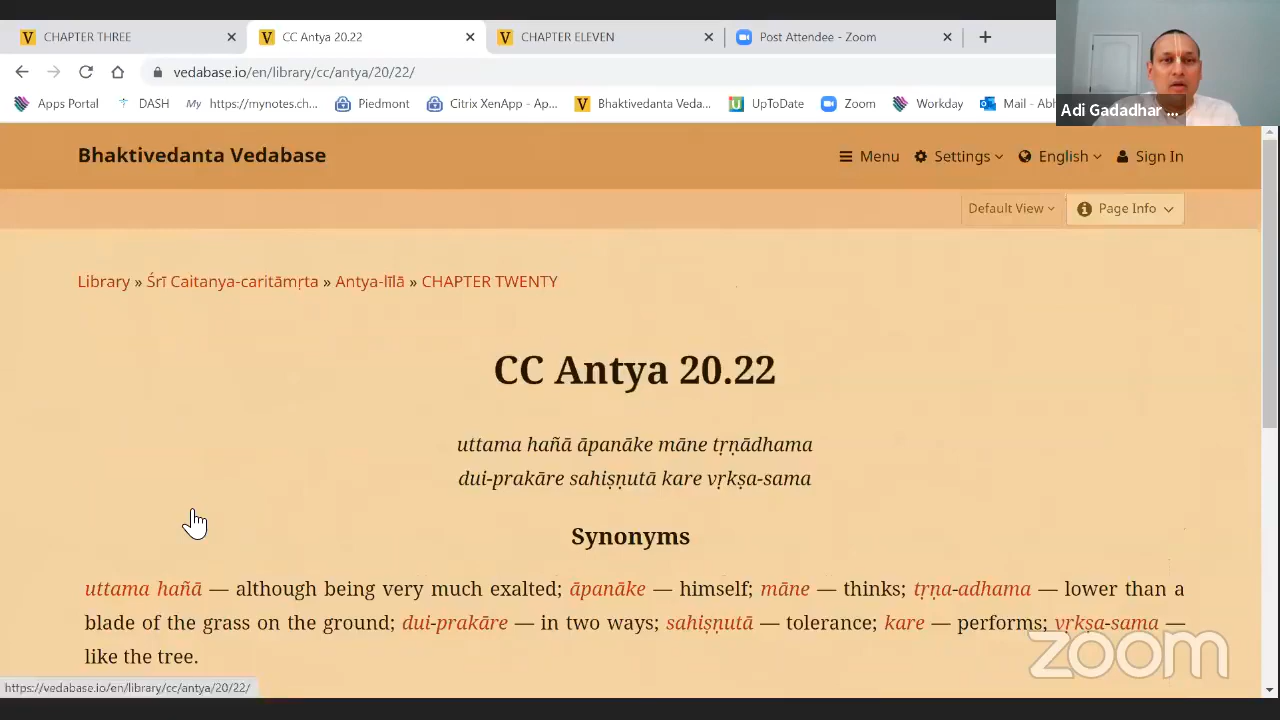 CHAPTER THREE
CC Antya 20.22
CHAPTER ELEVEN
Post Attendee - Zoom
vedabase.io/en/library/cc/antya/20/22/
Apps Portal
DASH
My https://mynotes.ch...
Piedmont
Citrix XenApp - Ap...
Bhaktivedanta Veda...
UpToDate
Zoom
Workday
Mail - Abh
Adi Gadadhar ...
Bhaktivedanta Vedabase
Menu Settings English Sign In
Default View Page Info
Library » Śrī Caitanya-caritāmṛta » Antya-līlā » CHAPTER TWENTY
CC Antya 20.22
uttama hañā āpanāke māne tṛṇādhama
dui-prakāre sahiṣṇutā kare vṛkṣa-sama
Synonyms
uttama hañā — although being very much exalted; āpanāke — himself; māne — thinks; tṛṇa-adhama — lower than a
blade of the grass on the ground; dui-prakāre — in two ways; sahiṣṇutā — tolerance; kare — performs; vṛkṣa-sama —
like the tree.
zoom
https://vedabase.io/en/library/cc/antya/20/22/